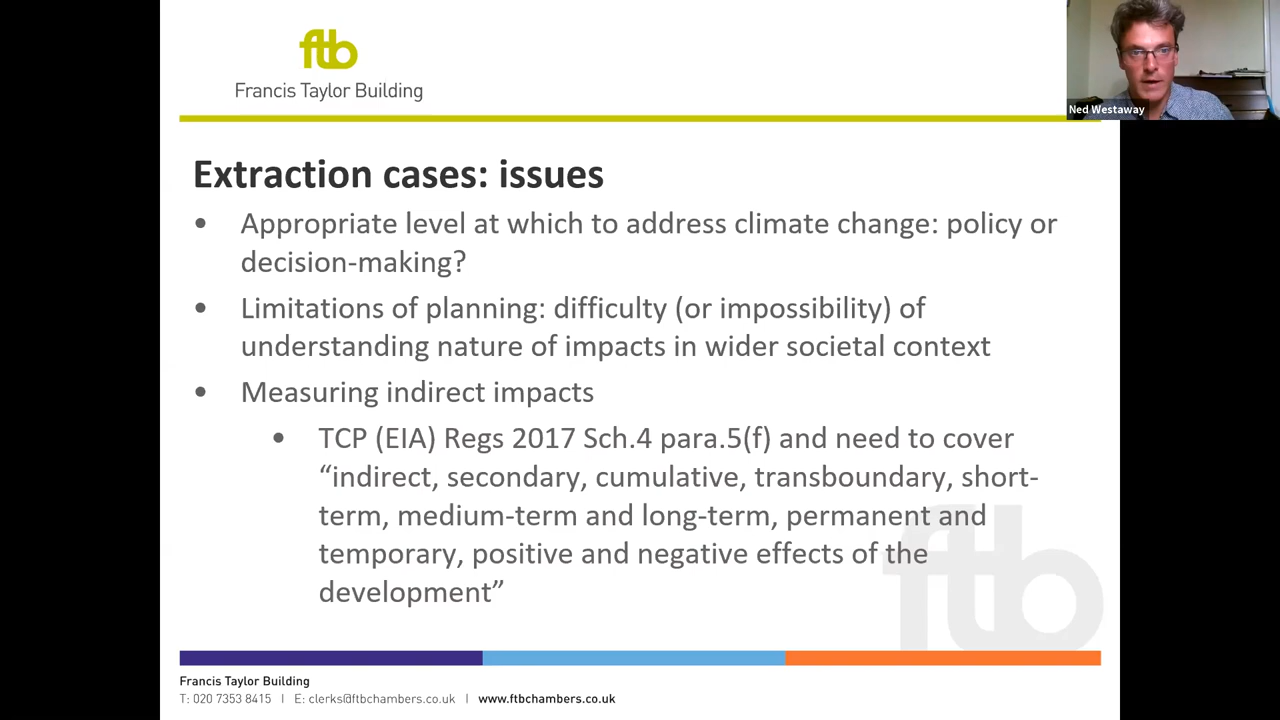 ftb
Francis Taylor Building
Ned Westaway
Extraction cases: issues
• Appropriate level at which to address climate change: policy or
decision-making?
• Limitations of planning: difficulty (or impossibility) of
understanding nature of impacts in wider societal context
• Measuring indirect impacts
• TCP (EIA) Regs 2017 Sch.4 para.5(f) and need to cover
“indirect, secondary, cumulative, transboundary, short-
term, medium-term and long-term, permanent and
temporary, positive and negative effects of the
development”
ftb
Francis Taylor Building
T: 020 7353 8415 | E: clerks@ftbchambers.co.uk | www.ftbchambers.co.uk